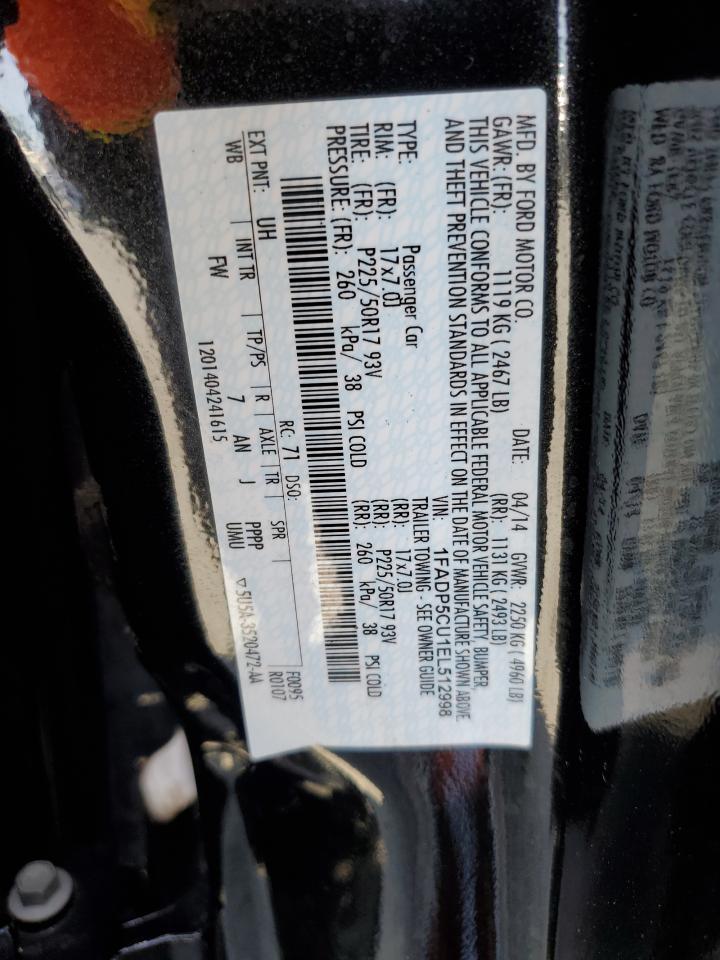 MFD. BY FORD MOTOR CO.
DATE: 04/14 GVWR: 2250 KG ( 4960 LB)
GAWR: (FR): 1119 KG ( 2467 LB) (RR): 1131 KG ( 2493 LB)
THIS VEHICLE CONFORMS TO ALL APPLICABLE FEDERAL MOTOR VEHICLE SAFETY, BUMPER
AND THEFT PREVENTION STANDARDS IN EFFECT ON THE DATE OF MANUFACTURE SHOWN ABOVE
VIN: 1FADP5CU1EL512998
TYPE: Passenger Car TRAILER TOWING - SEE OWNER GUIDE
RIM: (FR): 17x7.0J (RR): 17x7.0J
TIRE: (FR): P225/50R17 93V (RR): P225/50R17 93V
PRESSURE: (FR): 260 kPa/ 38 PSI COLD (RR): 260 kPa/ 38 PSI COLD
EXT PNT: UH RC: 71 DSO: F0095
WB INT TR TP/PS R AXLE TR SPR R0107
FW 7 AN J PPPP
UMU
1201404241615 ▽5U5A-3520472-AA